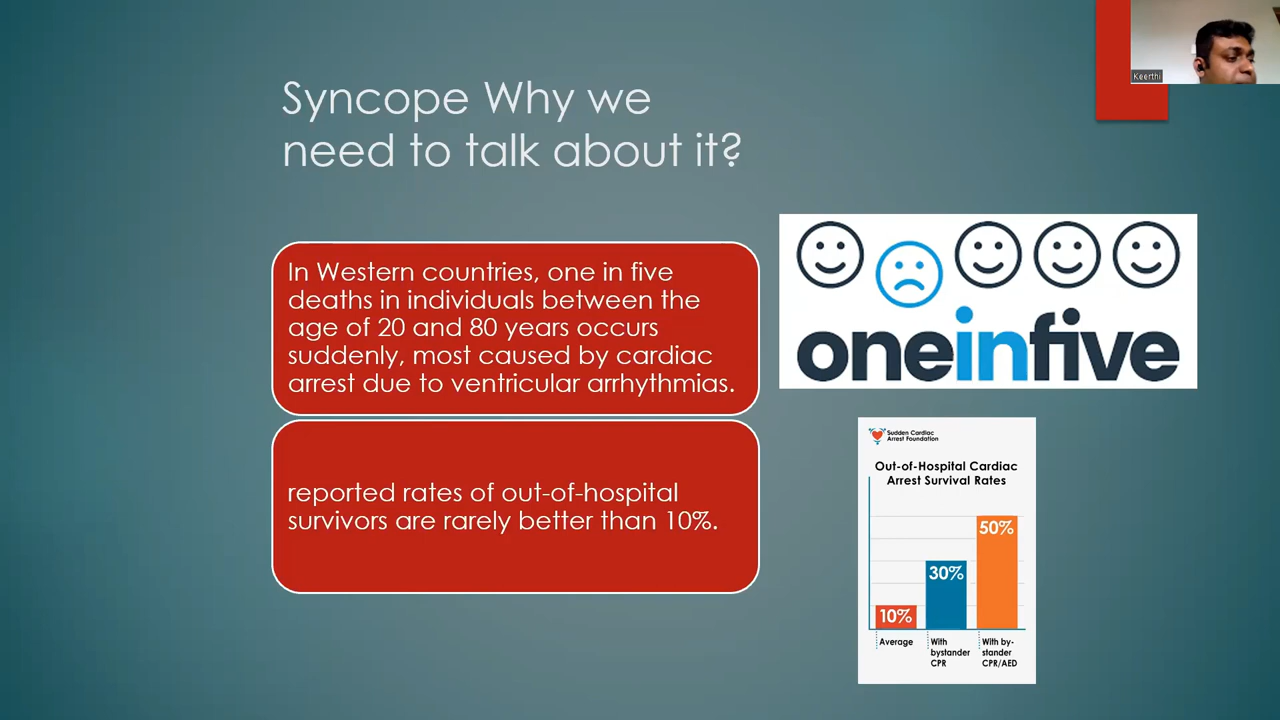 Keerthi
Syncope Why we
need to talk about it?
In Western countries, one in five
deaths in individuals between the
age of 20 and 80 years occurs
suddenly, most caused by cardiac
arrest due to ventricular arrhythmias.
reported rates of out-of-hospital
survivors are rarely better than 10%.
oneinfive
Sudden Cardiac
Arrest Foundation
Out-of-Hospital Cardiac
Arrest Survival Rates
10%
30%
50%
Average
With
bystander
CPR
With by-
stander
CPR/AED